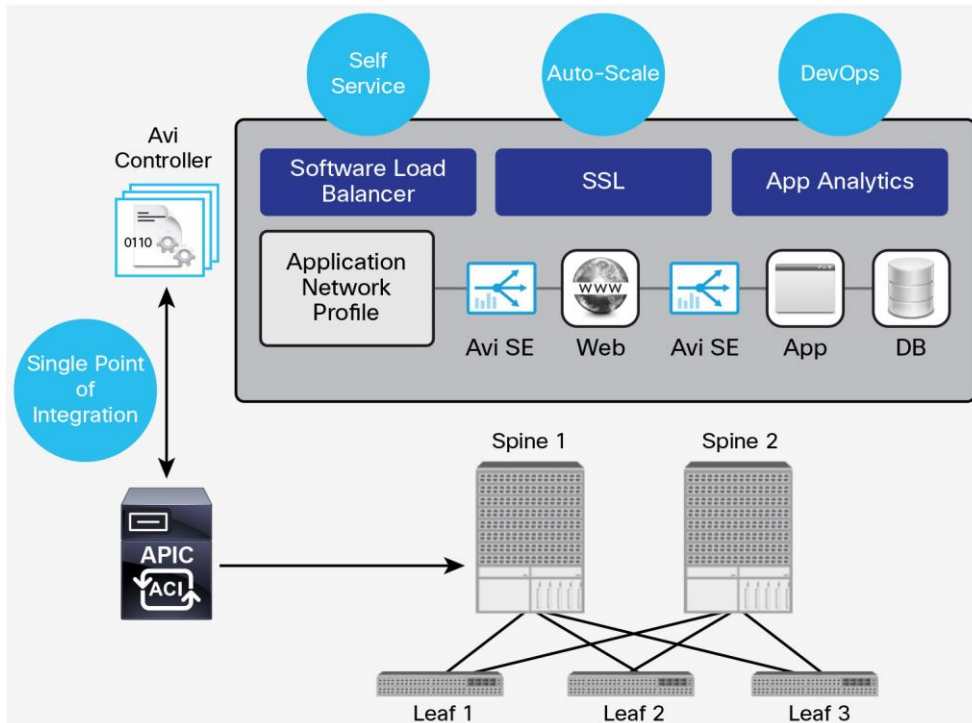 Self
Service
Auto-Scale
DevOps
Avi
Controller
Software Load
Balancer
SSL
App Analytics
0110
Application
Network
Profile
WWW
Avi SE
Web
Avi SE
App
DB
Single Point
of
Integration
Spine 1
Spine 2
APIC
ACI
Leaf 1
Leaf 2
Leaf 3